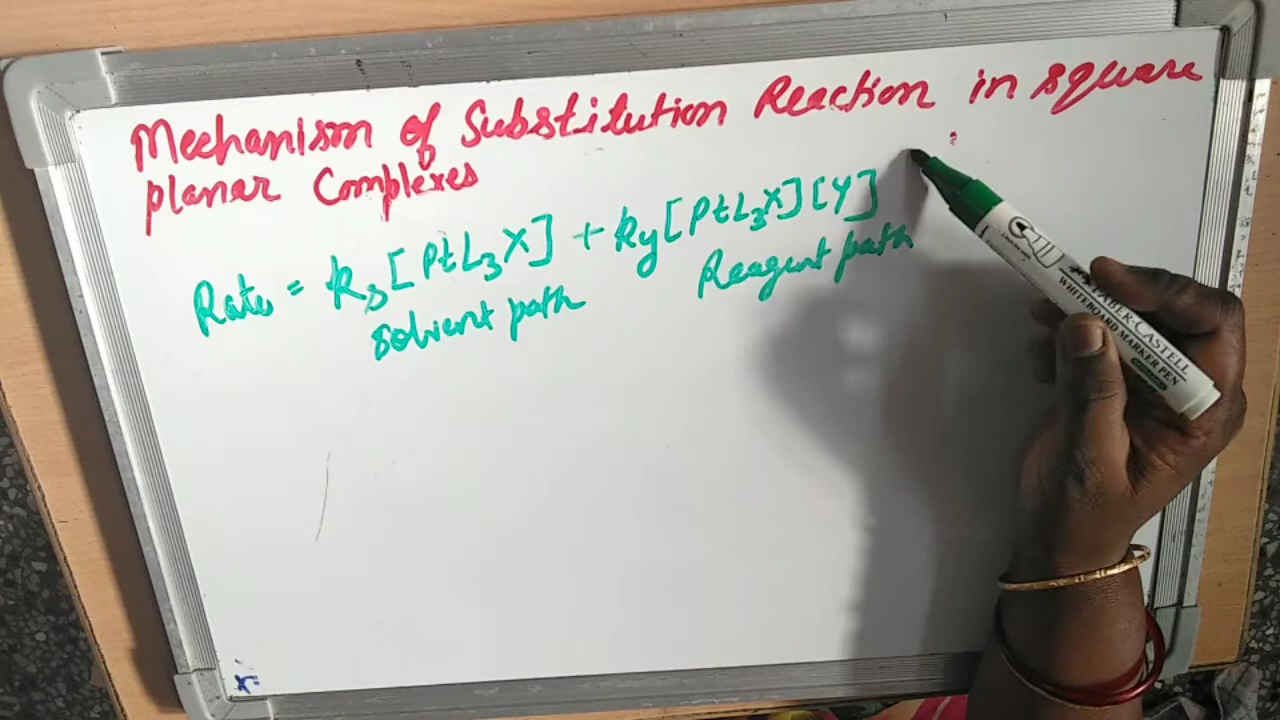 Mechanism of Substitution Reaction in square
planar Complexes
Rate = ks[PtL3X] + ky[PtL3X][Y]
solvent path
Reagent path
FABER-CASTELL
WHITEBOARD MARKER PEN